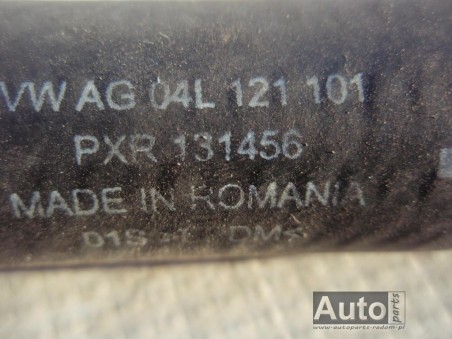 VW AG 04L 121 101
PXR 131456
MADE IN ROMANIA
Auto parts
www.autoparts-radom.pl